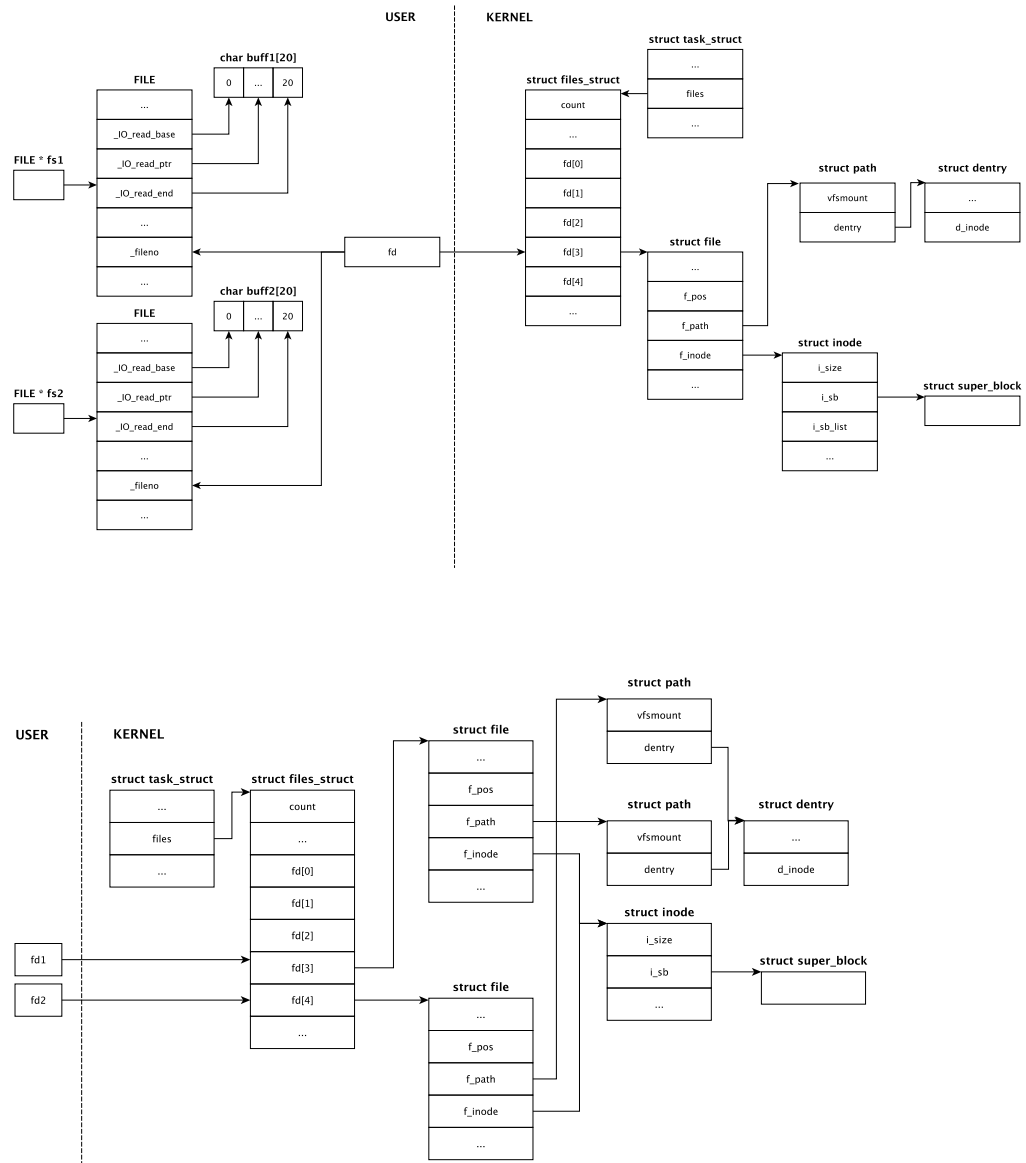 USER
KERNEL
struct task_struct
...
files
...
char buff1[20]
0 ... 20
FILE
...
_IO_read_base
_IO_read_ptr
_IO_read_end
...
_fileno
...
FILE * fs1
fd
struct files_struct
count
...
fd[0]
fd[1]
fd[2]
fd[3]
fd[4]
...
struct file
...
f_pos
f_path
f_inode
...
struct path
vfsmount
dentry
struct dentry
...
d_inode
struct inode
i_size
i_sb
i_sb_list
...
struct super_block
char buff2[20]
0 ... 20
FILE
...
_IO_read_base
_IO_read_ptr
_IO_read_end
...
_fileno
...
FILE * fs2
USER
KERNEL
struct task_struct
...
files
...
struct files_struct
count
...
fd[0]
fd[1]
fd[2]
fd[3]
fd[4]
...
fd1
fd2
struct file
...
f_pos
f_path
f_inode
...
struct file
...
f_pos
f_path
f_inode
...
struct path
vfsmount
dentry
struct path
vfsmount
dentry
struct dentry
...
d_inode
struct inode
i_size
i_sb
...
struct super_block